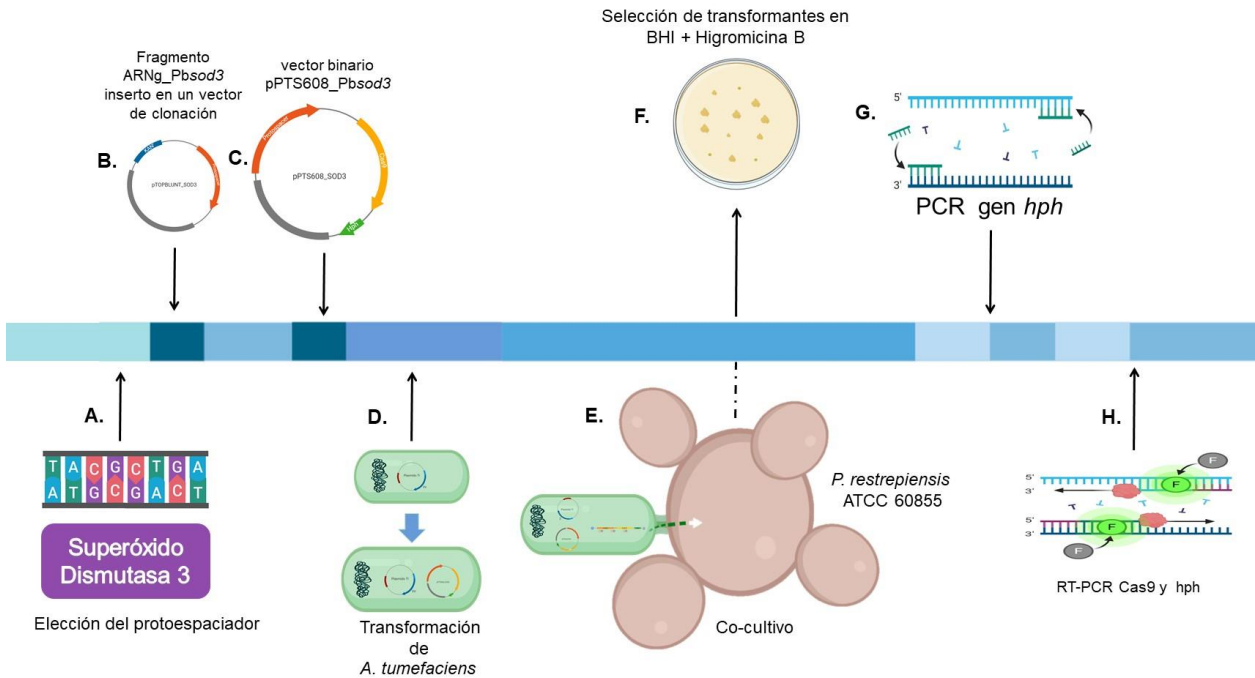 Selección de transformantes en
BHI + Higromicina B
Fragmento
ARNg_Pbsod3
inserto en un vector
de clonación
vector binario
pPTS608_Pbsod3
B.
C.
F.
G.
pTOPBLUNT_SOD3
pPTS608_SOD3
5'
3'
PCR gen hph
A.
D.
E.
H.
T A C G C T G A
A T G C G A C T
Superóxido
Dismutasa 3
Elección del protoespaciador
Transformación
de
A. tumefaciens
P. restrepiensis
ATCC 60855
Co-cultivo
F
5'
F
3'
5'
F
3'
F
RT-PCR Cas9 y hph